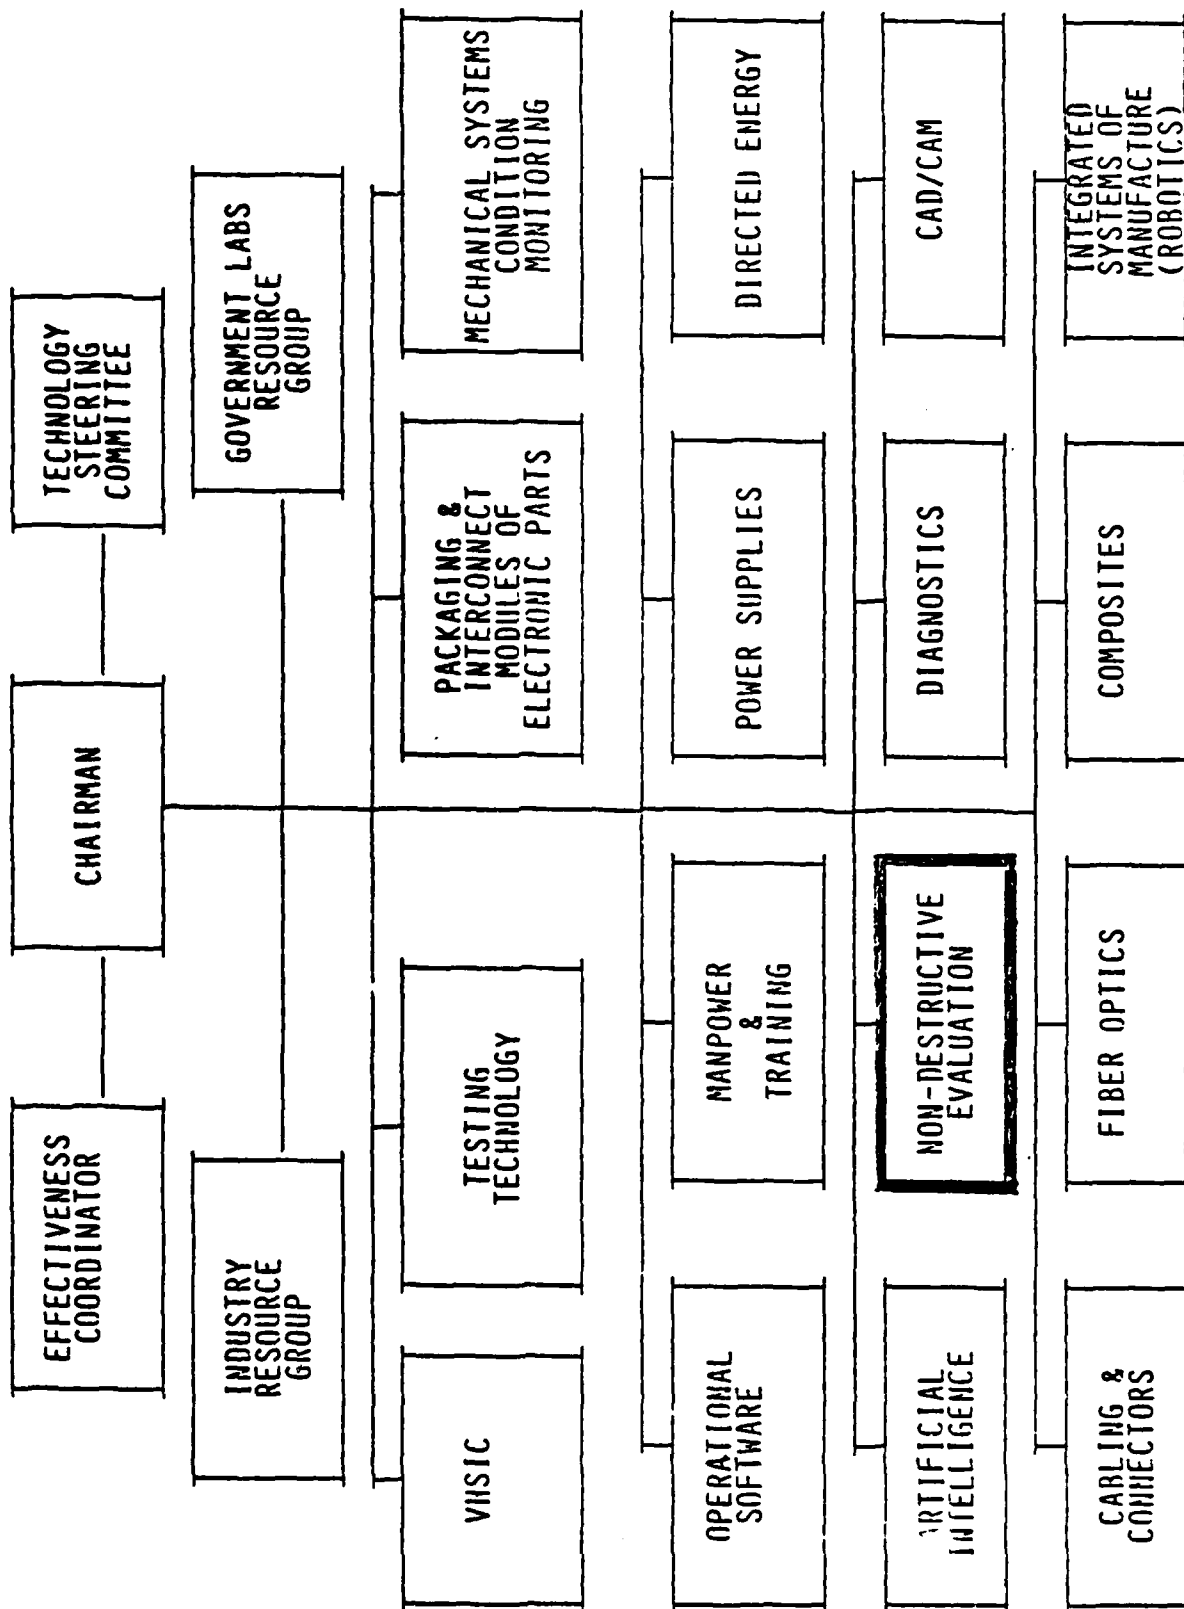 EFFECTIVENESS
COORDINATOR
CHAIRMAN
TECHNOLOGY
STEERING
COMMITTEE
INDUSTRY
RESOURCE
GROUP
GOVERNMENT LABS
RESOURCE
GROUP
VHSIC
TESTING
TECHNOLOGY
PACKAGING &
INTERCONNECT
MODULES OF
ELECTRONIC PARTS
MECHANICAL SYSTEMS
CONDITION
MONITORING
OPERATIONAL
SOFTWARE
MANPOWER
&
TRAINING
POWER SUPPLIES
DIRECTED ENERGY
ARTIFICIAL
INTELLIGENCE
NON-DESTRUCTIVE
EVALUATION
DIAGNOSTICS
CAD/CAM
CABLING &
CONNECTORS
FIBER OPTICS
COMPOSITES
INTEGRATED
SYSTEMS OF
MANUFACTURE
(ROBOTICS)